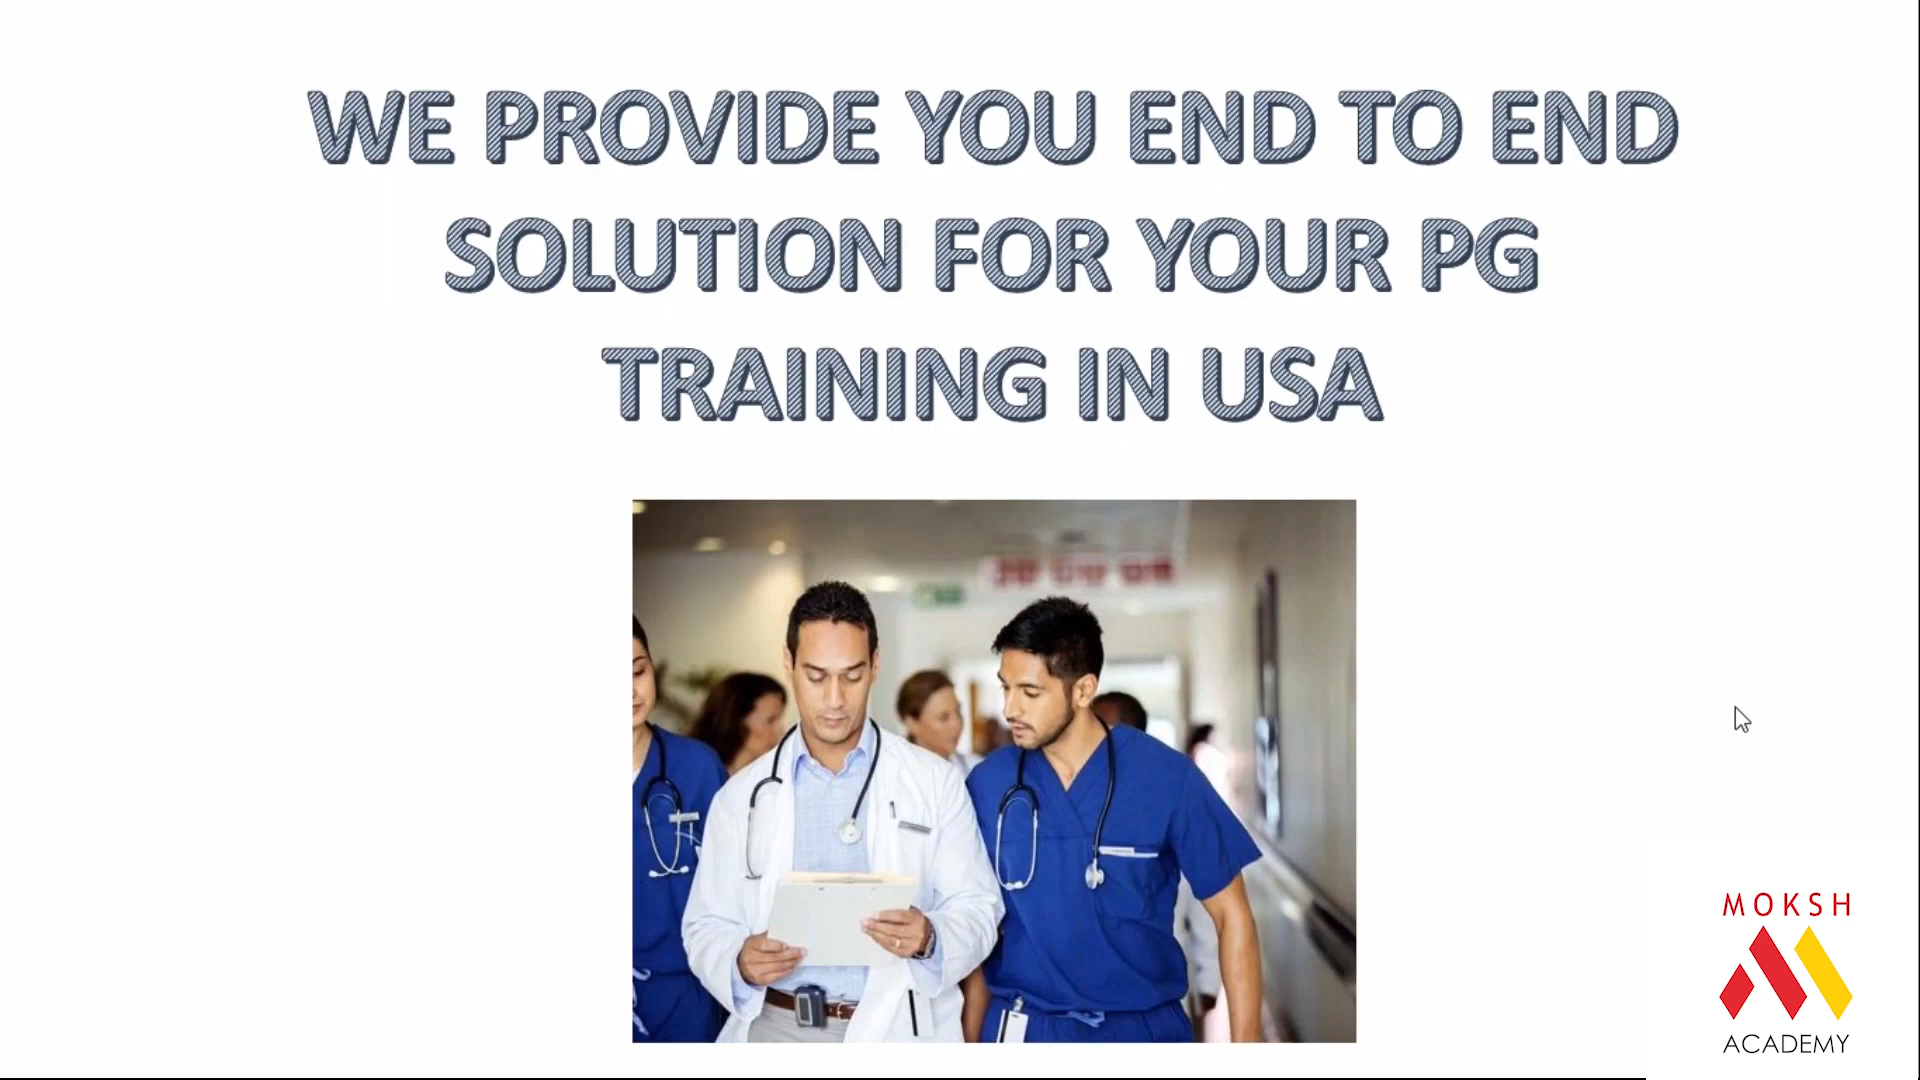 WE PROVIDE YOU END TO END
SOLUTION FOR YOUR PG
TRAINING IN USA
MOKSH
ACADEMY